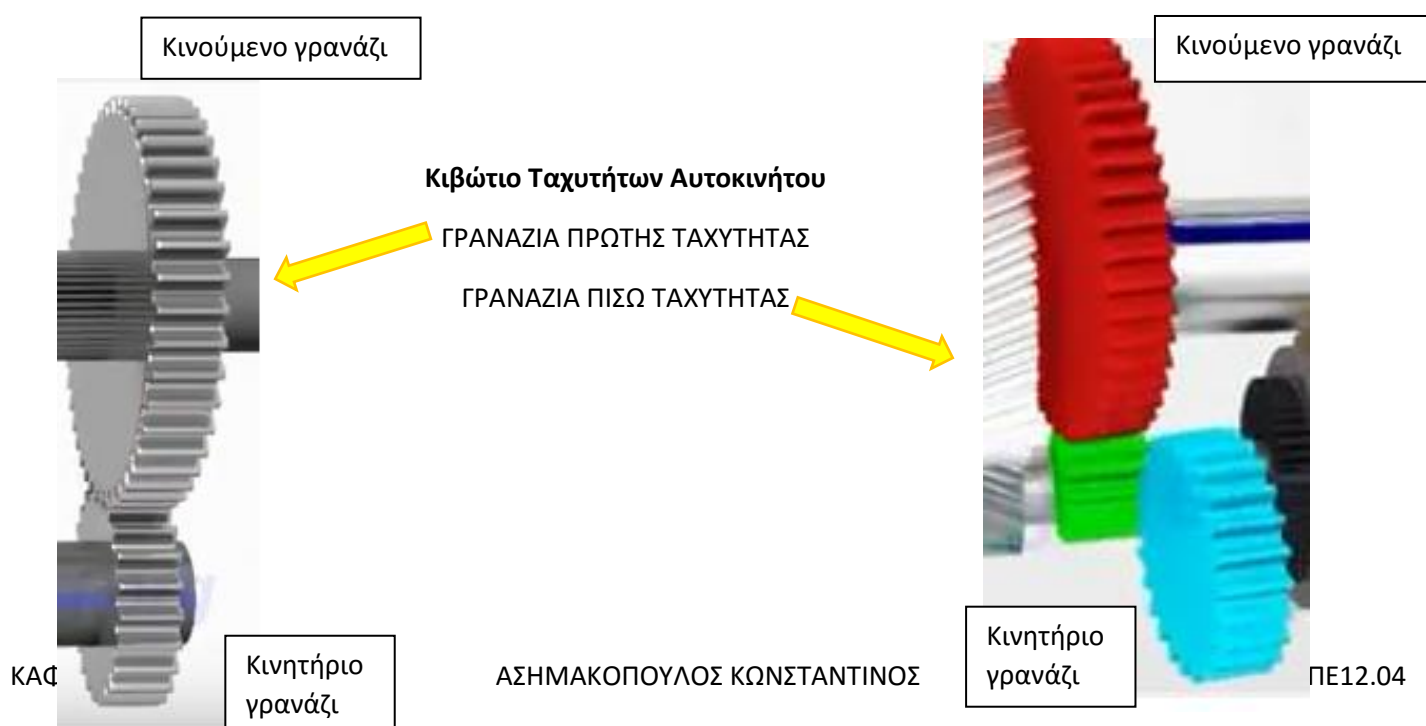 Κινούμενο γρανάζι
Κινούμενο γρανάζι
Κιβώτιο Ταχυτήτων Αυτοκινήτου
ΓΡΑΝΑΖΙΑ ΠΡΩΤΗΣ ΤΑΧΥΤΗΤΑΣ
ΓΡΑΝΑΖΙΑ ΠΙΣΩ ΤΑΧΥΤΗΤΑΣ
Κινητήριο
γρανάζι
Κινητήριο
γρανάζι
ΑΣΗΜΑΚΟΠΟΥΛΟΣ ΚΩΝΣΤΑΝΤΙΝΟΣ
ΠΕ12.04